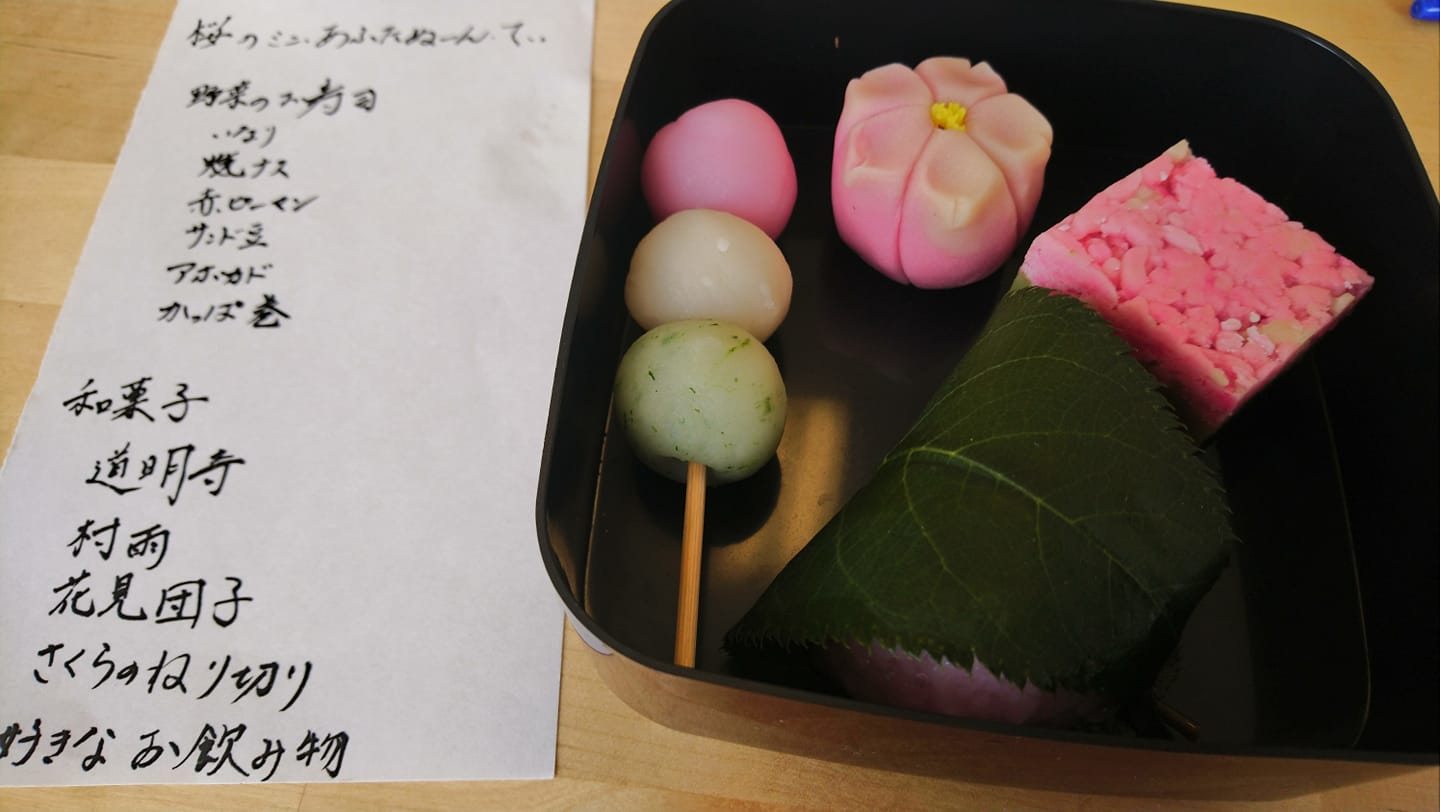 桜のミニ・あふたぬーん・てぃ
野菜のお寿司
いなり
焼ナス
赤ローマン
サンド豆
アボカド
かっぱ巻
和菓子
道明寺
村雨
花見団子
さくらのねり切り
好きなお飲み物